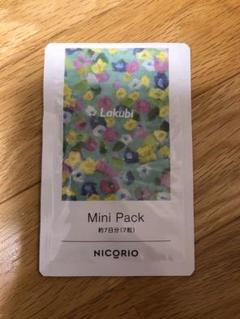 Lakubi
Mini Pack
約7日分(7粒)
NICORIO